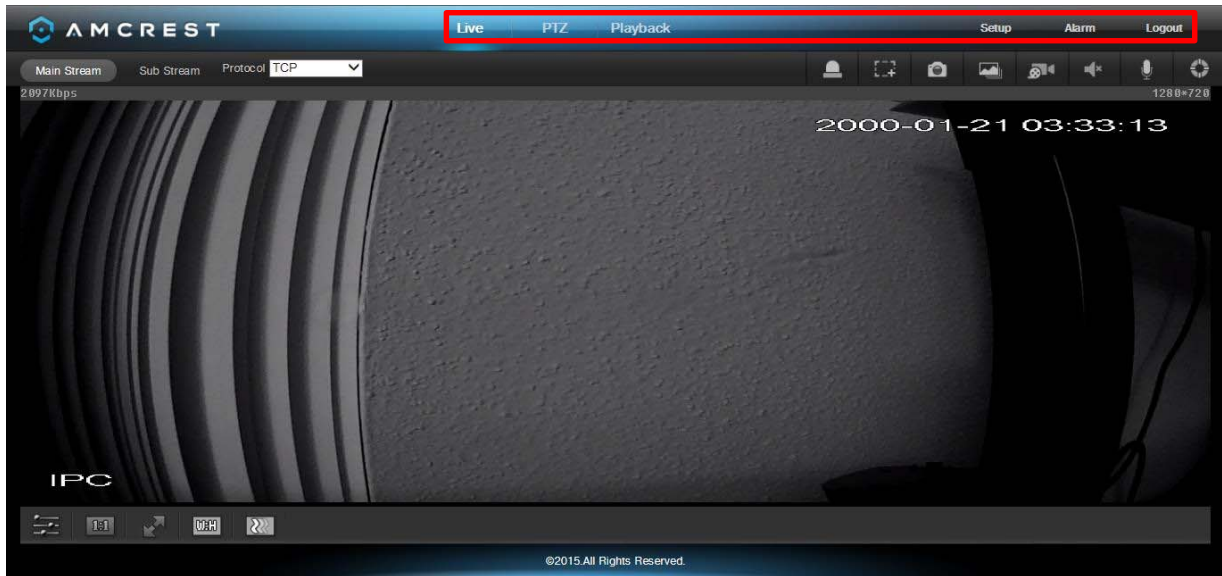 AMCREST Live PTZ Playback Setup Alarm Logout
Main Stream Sub Stream Protocol TCP
2097Kbps 1280*720
2000-01-21 03:33:13
IPC
1:1 W:H
©2015.All Rights Reserved.